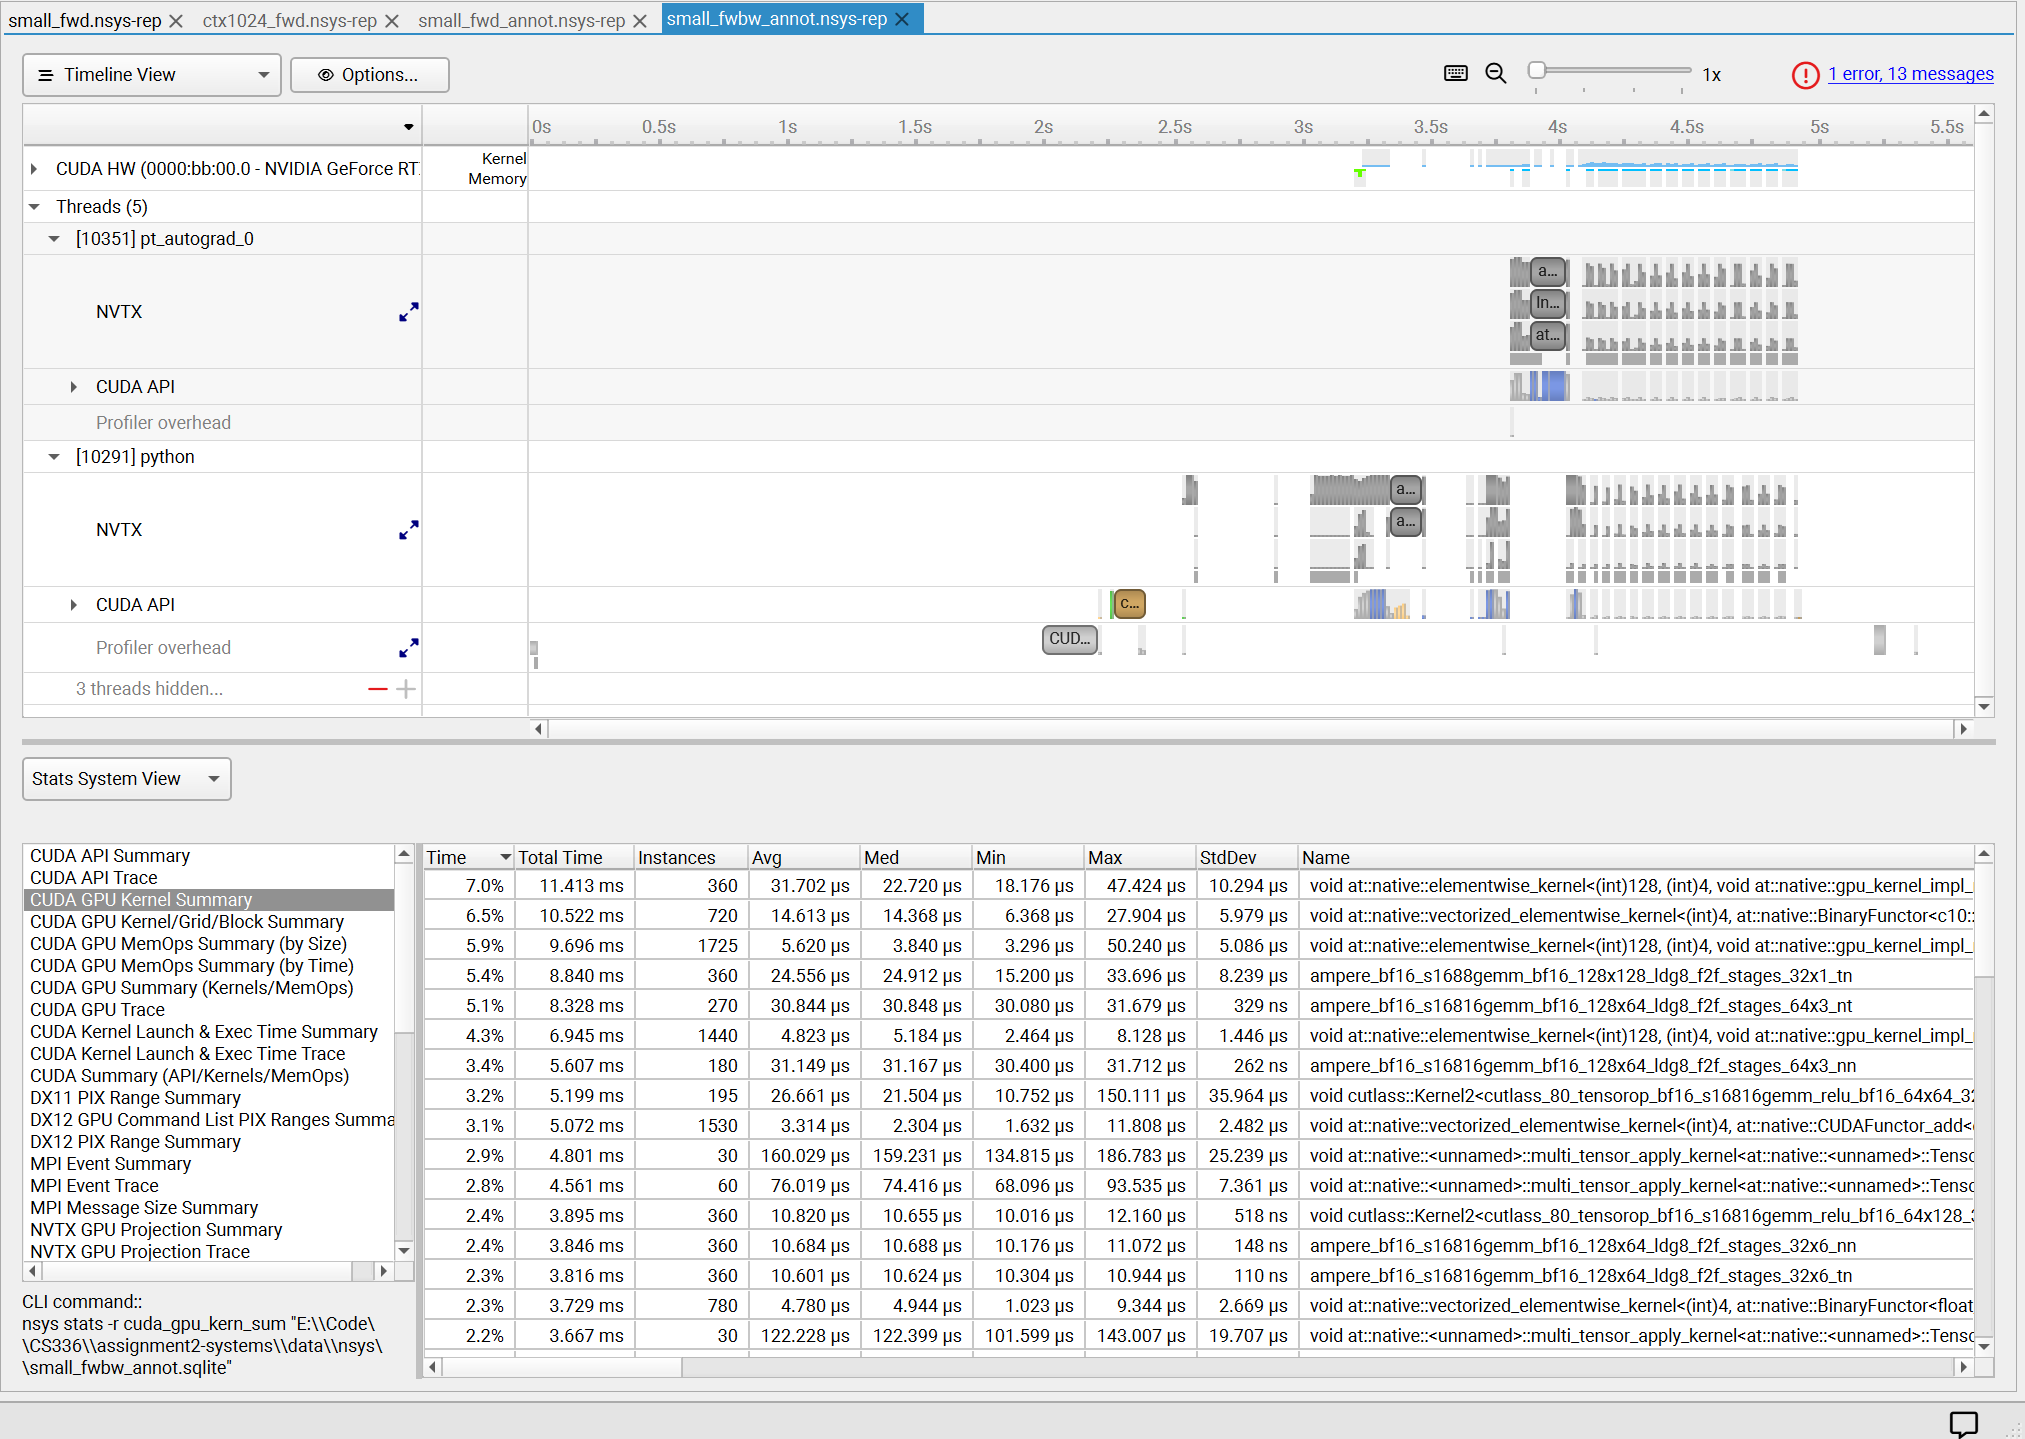 small_fwd.nsys-rep ctx1024_fwd.nsys-rep small_fwd_annot.nsys-rep small_fwbw_annot.nsys-rep
Timeline View Options... 1x 1 error, 13 messages
0s 0.5s 1s 1.5s 2s 2.5s 3s 3.5s 4s 4.5s 5s 5.5s
CUDA HW (0000:bb:00.0 - NVIDIA GeForce RT Kernel
Memory
Threads (5)
[10351] pt_autograd_0
NVTX
a...
In...
at...
CUDA API
Profiler overhead
[10291] python
NVTX
a...
a...
CUDA API c...
Profiler overhead CUD...
3 threads hidden...
Stats System View
CUDA API Summary
CUDA API Trace
CUDA GPU Kernel Summary
CUDA GPU Kernel/Grid/Block Summary
CUDA GPU MemOps Summary (by Size)
CUDA GPU MemOps Summary (by Time)
CUDA GPU Summary (Kernels/MemOps)
CUDA GPU Trace
CUDA Kernel Launch & Exec Time Summary
CUDA Kernel Launch & Exec Time Trace
CUDA Summary (API/Kernels/MemOps)
DX11 PIX Range Summary
DX12 GPU Command List PIX Ranges Summa
DX12 PIX Range Summary
MPI Event Summary
MPI Event Trace
MPI Message Size Summary
NVTX GPU Projection Summary
NVTX GPU Projection Trace
CLI command::
nsys stats -r cuda_gpu_kern_sum "E:\\Code\
\CS336\\assignment2-systems\\data\\nsys\
\small_fwbw_annot.sqlite"
Time Total Time Instances Avg Med Min Max StdDev Name
7.0% 11.413 ms 360 31.702 μs 22.720 μs 18.176 μs 47.424 μs 10.294 μs void at::native::elementwise_kernel<(int)128, (int)4, void at::native::gpu_kernel_impl_
6.5% 10.522 ms 720 14.613 μs 14.368 μs 6.368 μs 27.904 μs 5.979 μs void at::native::vectorized_elementwise_kernel<(int)4, at::native::BinaryFunctor<c10::
5.9% 9.696 ms 1725 5.620 μs 3.840 μs 3.296 μs 50.240 μs 5.086 μs void at::native::elementwise_kernel<(int)128, (int)4, void at::native::gpu_kernel_impl_
5.4% 8.840 ms 360 24.556 μs 24.912 μs 15.200 μs 33.696 μs 8.239 μs ampere_bf16_s1688gemm_bf16_128x128_ldg8_f2f_stages_32x1_tn
5.1% 8.328 ms 270 30.844 μs 30.848 μs 30.080 μs 31.679 μs 329 ns ampere_bf16_s16816gemm_bf16_128x64_ldg8_f2f_stages_64x3_nt
4.3% 6.945 ms 1440 4.823 μs 5.184 μs 2.464 μs 8.128 μs 1.446 μs void at::native::elementwise_kernel<(int)128, (int)4, void at::native::gpu_kernel_impl_
3.4% 5.607 ms 180 31.149 μs 31.167 μs 30.400 μs 31.712 μs 262 ns ampere_bf16_s16816gemm_bf16_128x64_ldg8_f2f_stages_64x3_nn
3.2% 5.199 ms 195 26.661 μs 21.504 μs 10.752 μs 150.111 μs 35.964 μs void cutlass::Kernel2<cutlass_80_tensorop_bf16_s16816gemm_relu_bf16_64x64_32
3.1% 5.072 ms 1530 3.314 μs 2.304 μs 1.632 μs 11.808 μs 2.482 μs void at::native::vectorized_elementwise_kernel<(int)4, at::native::CUDAFunctor_add<
2.9% 4.801 ms 30 160.029 μs 159.231 μs 134.815 μs 186.783 μs 25.239 μs void at::native::<unnamed>::multi_tensor_apply_kernel<at::native::<unnamed>::Tens
2.8% 4.561 ms 60 76.019 μs 74.416 μs 68.096 μs 93.535 μs 7.361 μs void at::native::<unnamed>::multi_tensor_apply_kernel<at::native::<unnamed>::Tens
2.4% 3.895 ms 360 10.820 μs 10.655 μs 10.016 μs 12.160 μs 518 ns void cutlass::Kernel2<cutlass_80_tensorop_bf16_s16816gemm_relu_bf16_64x128_
2.4% 3.846 ms 360 10.684 μs 10.688 μs 10.176 μs 11.072 μs 148 ns ampere_bf16_s16816gemm_bf16_128x64_ldg8_f2f_stages_32x6_nn
2.3% 3.816 ms 360 10.601 μs 10.624 μs 10.304 μs 10.944 μs 110 ns ampere_bf16_s16816gemm_bf16_128x64_ldg8_f2f_stages_32x6_tn
2.3% 3.729 ms 780 4.780 μs 4.944 μs 1.023 μs 9.344 μs 2.669 μs void at::native::vectorized_elementwise_kernel<(int)4, at::native::BinaryFunctor<float
2.2% 3.667 ms 30 122.228 μs 122.399 μs 101.599 μs 143.007 μs 19.707 μs void at::native::<unnamed>::multi_tensor_apply_kernel<at::native::<unnamed>::Tens